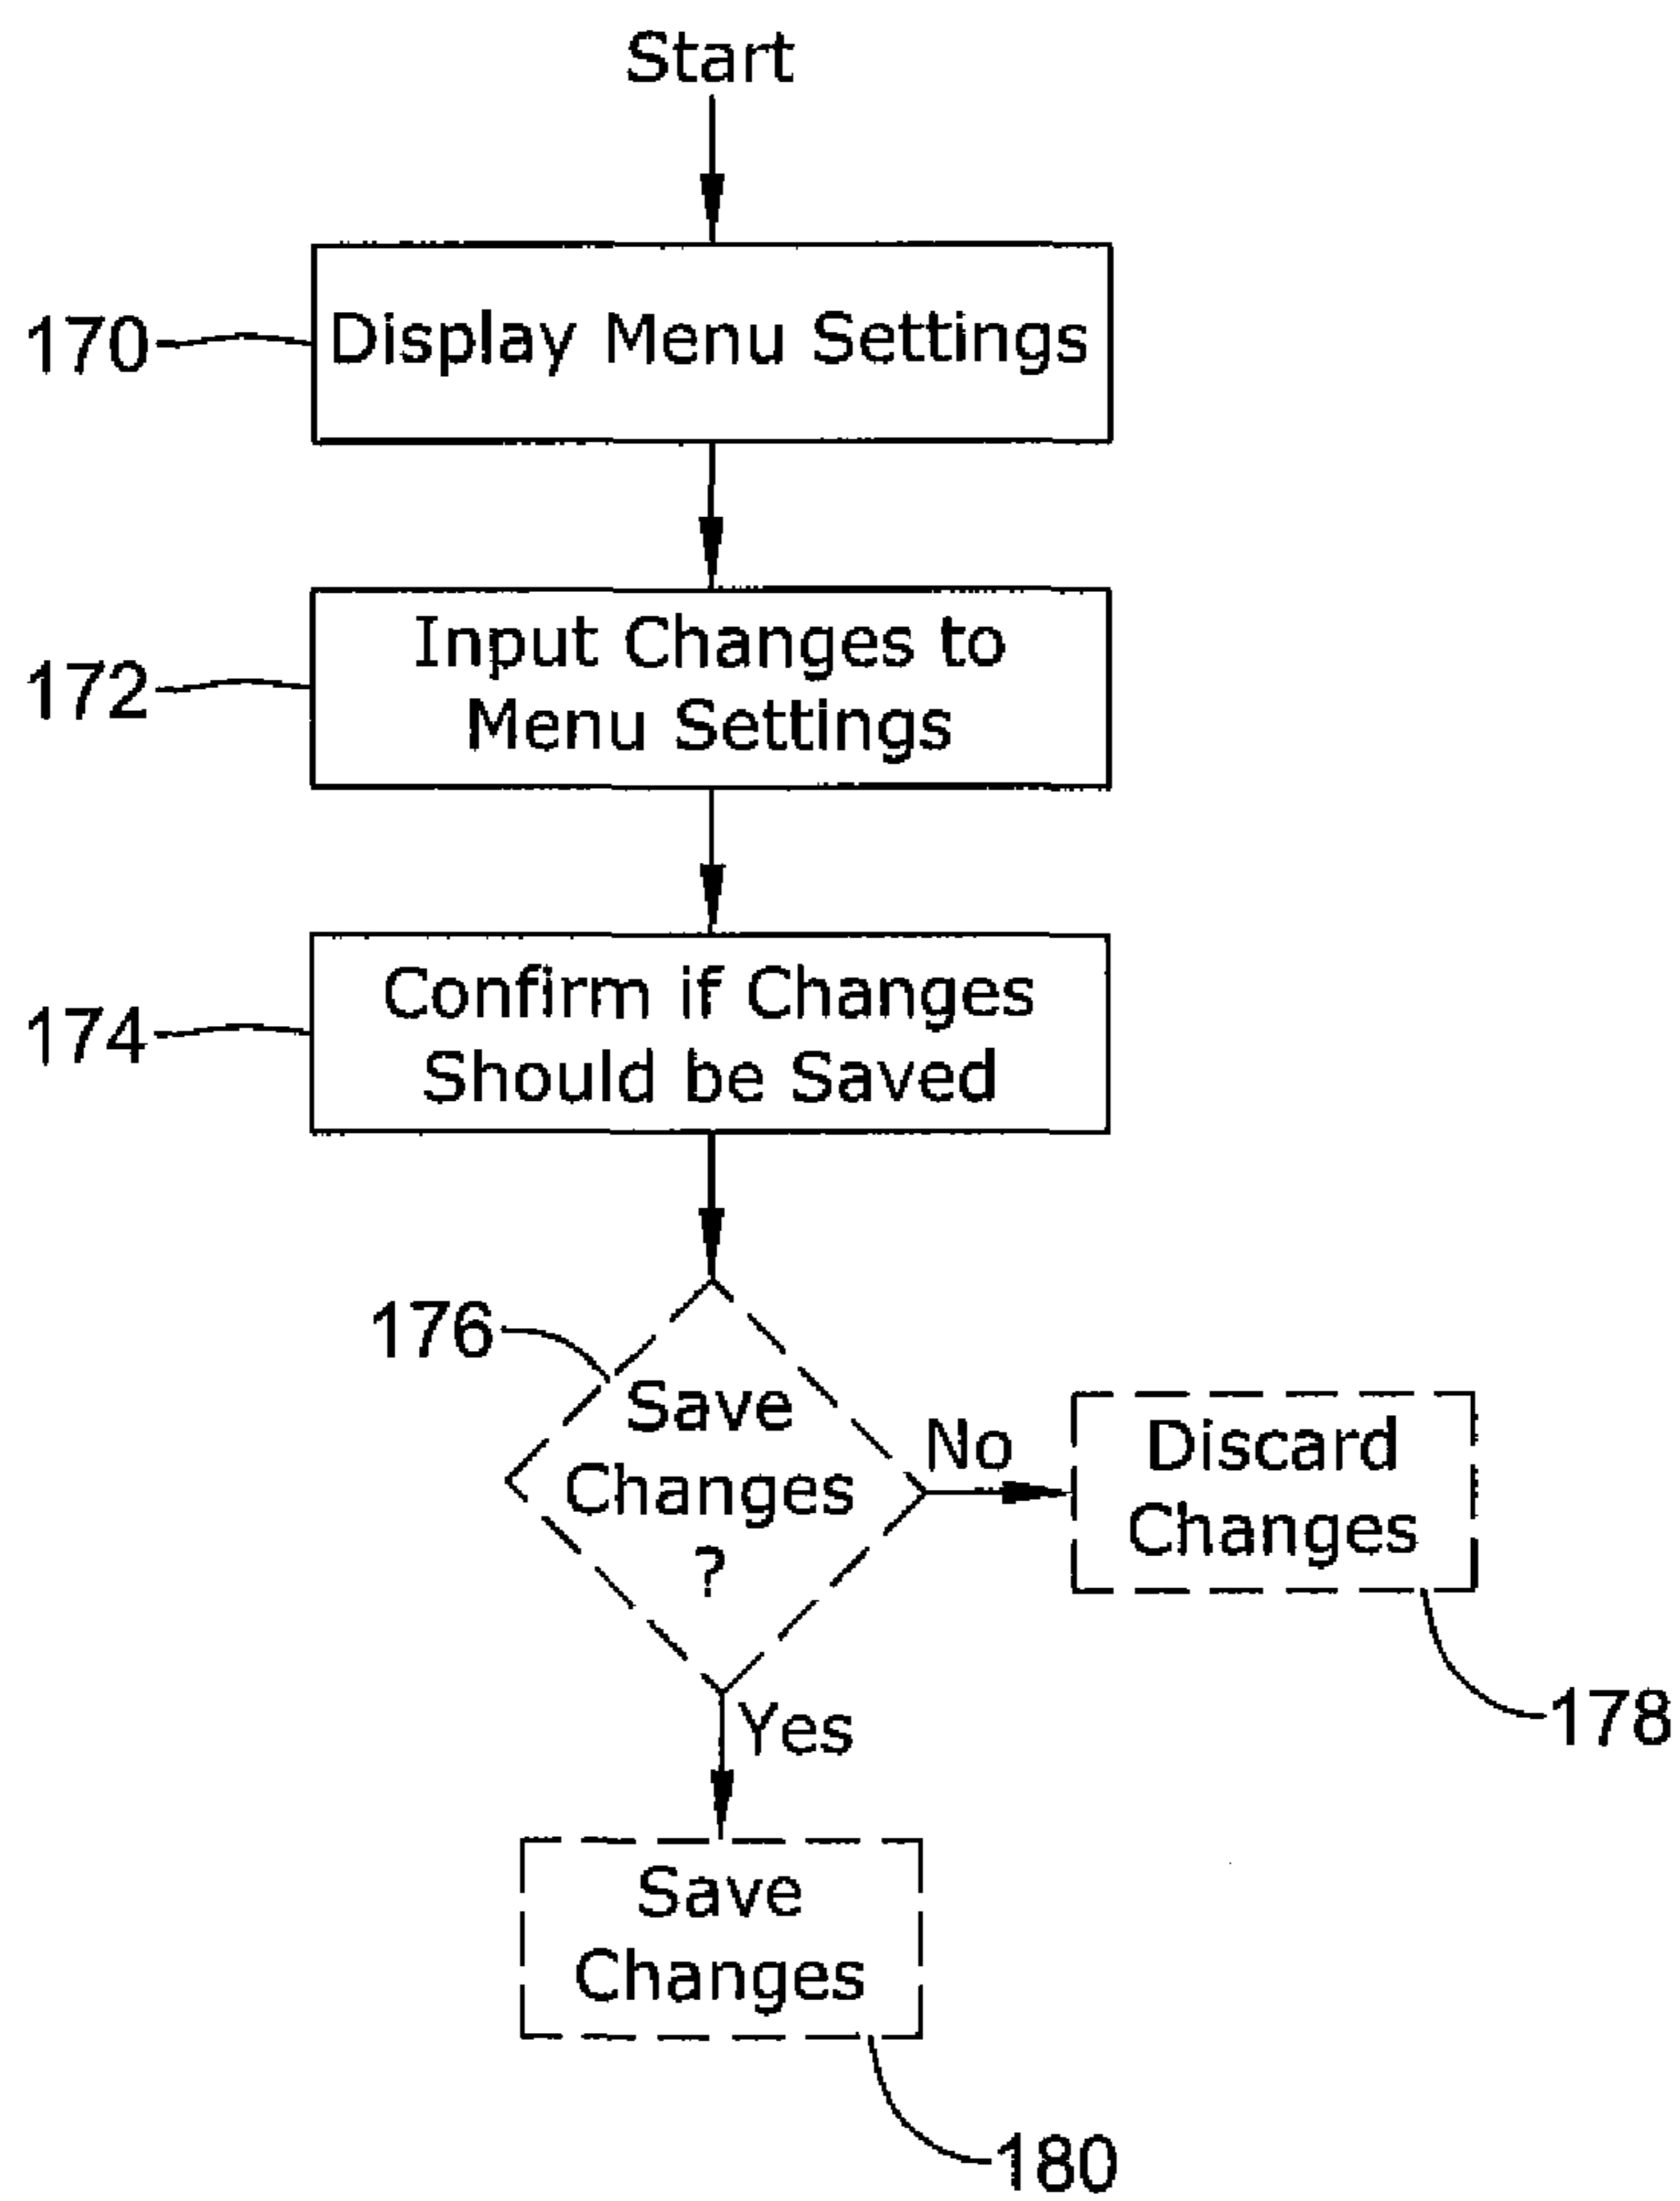 Start
170
Display Menu Settings
172
Input Changes to
Menu Settings
174
Confirm if Changes
Should be Saved
176
Save
Changes
?
No
Discard
Changes
178
Yes
Save
Changes
180